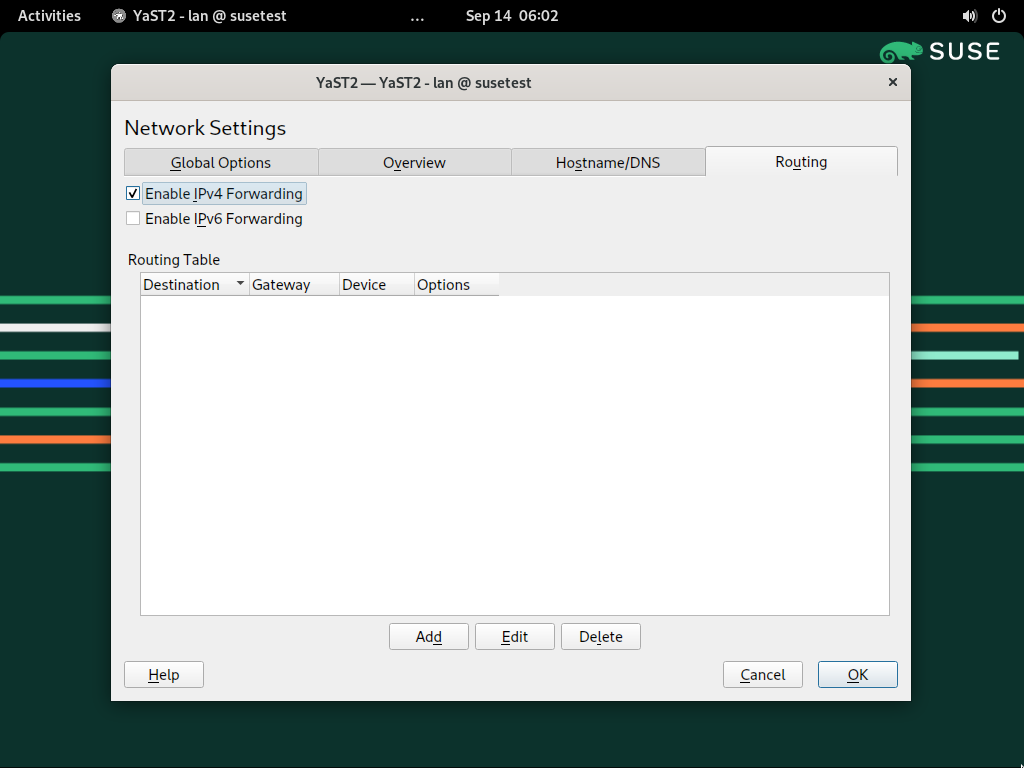 Activities YaST2 - lan @ susetest ... Sep 14 06:02
SUSE
YaST2 — YaST2 - lan @ susetest
Network Settings
Global Options Overview Hostname/DNS Routing
Enable IPv4 Forwarding
Enable IPv6 Forwarding
Routing Table
Destination Gateway Device Options
Add Edit Delete
Help Cancel OK